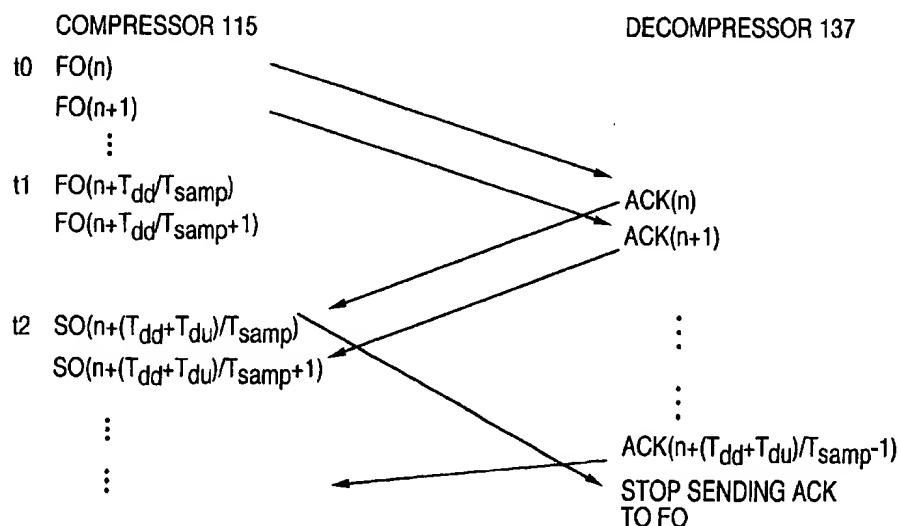 COMPRESSOR 115
DECOMPRESSOR 137
t0 FO(n)
FO(n+1)
t1 FO(n+Tdd/Tsamp)
FO(n+Tdd/Tsamp+1)
ACK(n)
ACK(n+1)
t2 SO(n+(Tdd+Tdu)/Tsamp)
SO(n+(Tdd+Tdu)/Tsamp+1)
ACK(n+(Tdd+Tdu)/Tsamp-1)
STOP SENDING ACK
TO FO